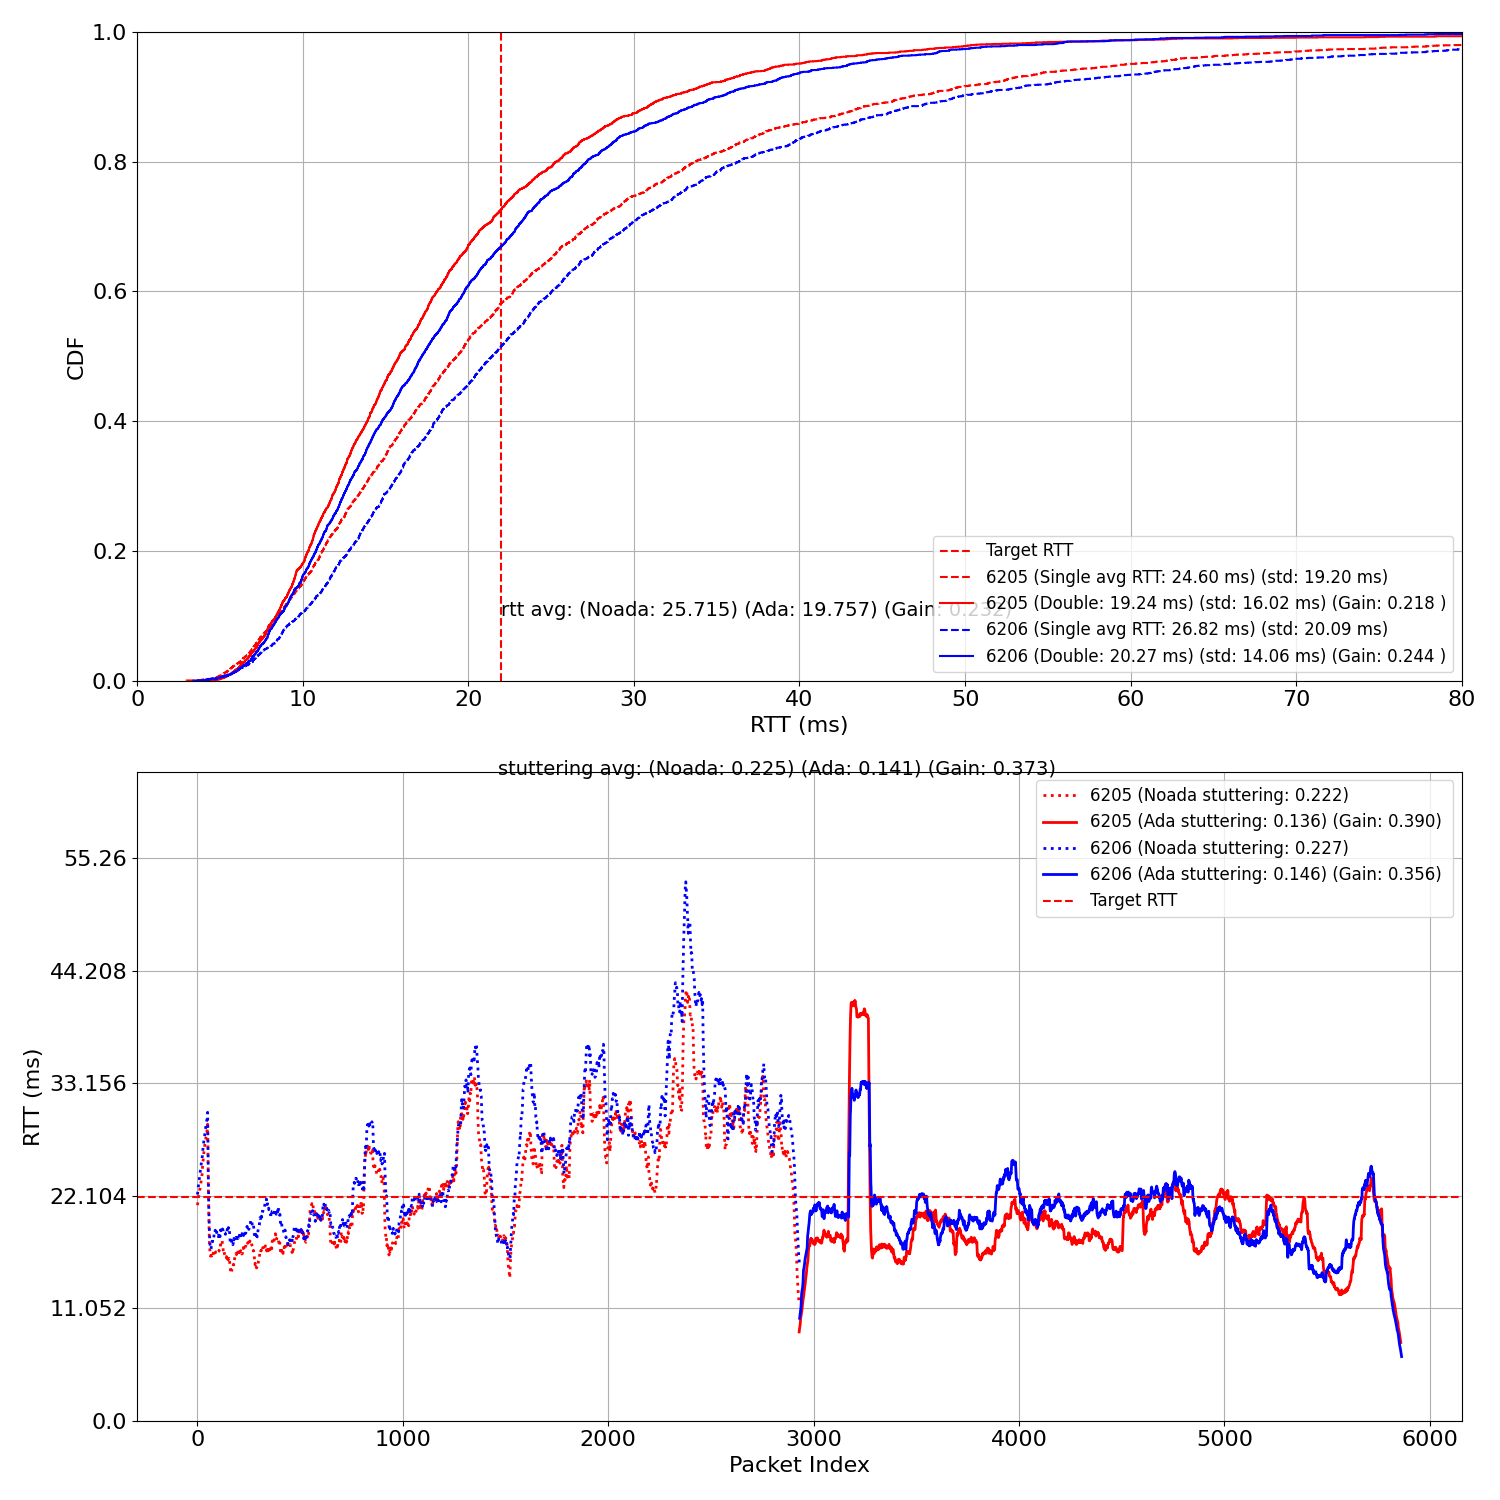 1.0
0.8
0.6
0.4
0.2
0.0
CDF
0 10 20 30 40 50 60 70 80
RTT (ms)
rtt avg: (Noada: 25.715) (Ada: 19.757) (Gain: 0.232)
Target RTT
6205 (Single avg RTT: 24.60 ms) (std: 19.20 ms)
6205 (Double: 19.24 ms) (std: 16.02 ms) (Gain: 0.218 )
6206 (Single avg RTT: 26.82 ms) (std: 20.09 ms)
6206 (Double: 20.27 ms) (std: 14.06 ms) (Gain: 0.244 )
stuttering avg: (Noada: 0.225) (Ada: 0.141) (Gain: 0.373)
6205 (Noada stuttering: 0.222)
6205 (Ada stuttering: 0.136) (Gain: 0.390)
6206 (Noada stuttering: 0.227)
6206 (Ada stuttering: 0.146) (Gain: 0.356)
Target RTT
55.26
44.208
33.156
22.104
11.052
0.0
RTT (ms)
0 1000 2000 3000 4000 5000 6000
Packet Index